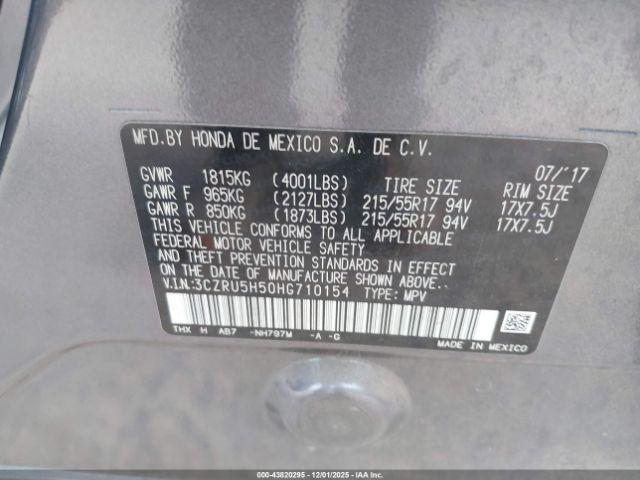 MFD.BY HONDA DE MEXICO S.A. DE C.V.
07/'17
GVWR 1815KG (4001LBS) TIRE SIZE RIM SIZE
GAWR F 965KG (2127LBS) 215/55R17 94V 17X7.5J
GAWR R 850KG (1873LBS) 215/55R17 94V 17X7.5J
THIS VEHICLE CONFORMS TO ALL APPLICABLE
FEDERAL MOTOR VEHICLE SAFETY
AND THEFT PREVENTION STANDARDS IN EFFECT
ON THE DATE OF MANUFACTURE SHOWN ABOVE.
V.I.N.:3CZRU5H50HG710154 TYPE: MPV
THX H AB7 -NH797M -A -G
MADE IN MEXICO
000-43820295 - 12/01/2025 - IAAI.COM